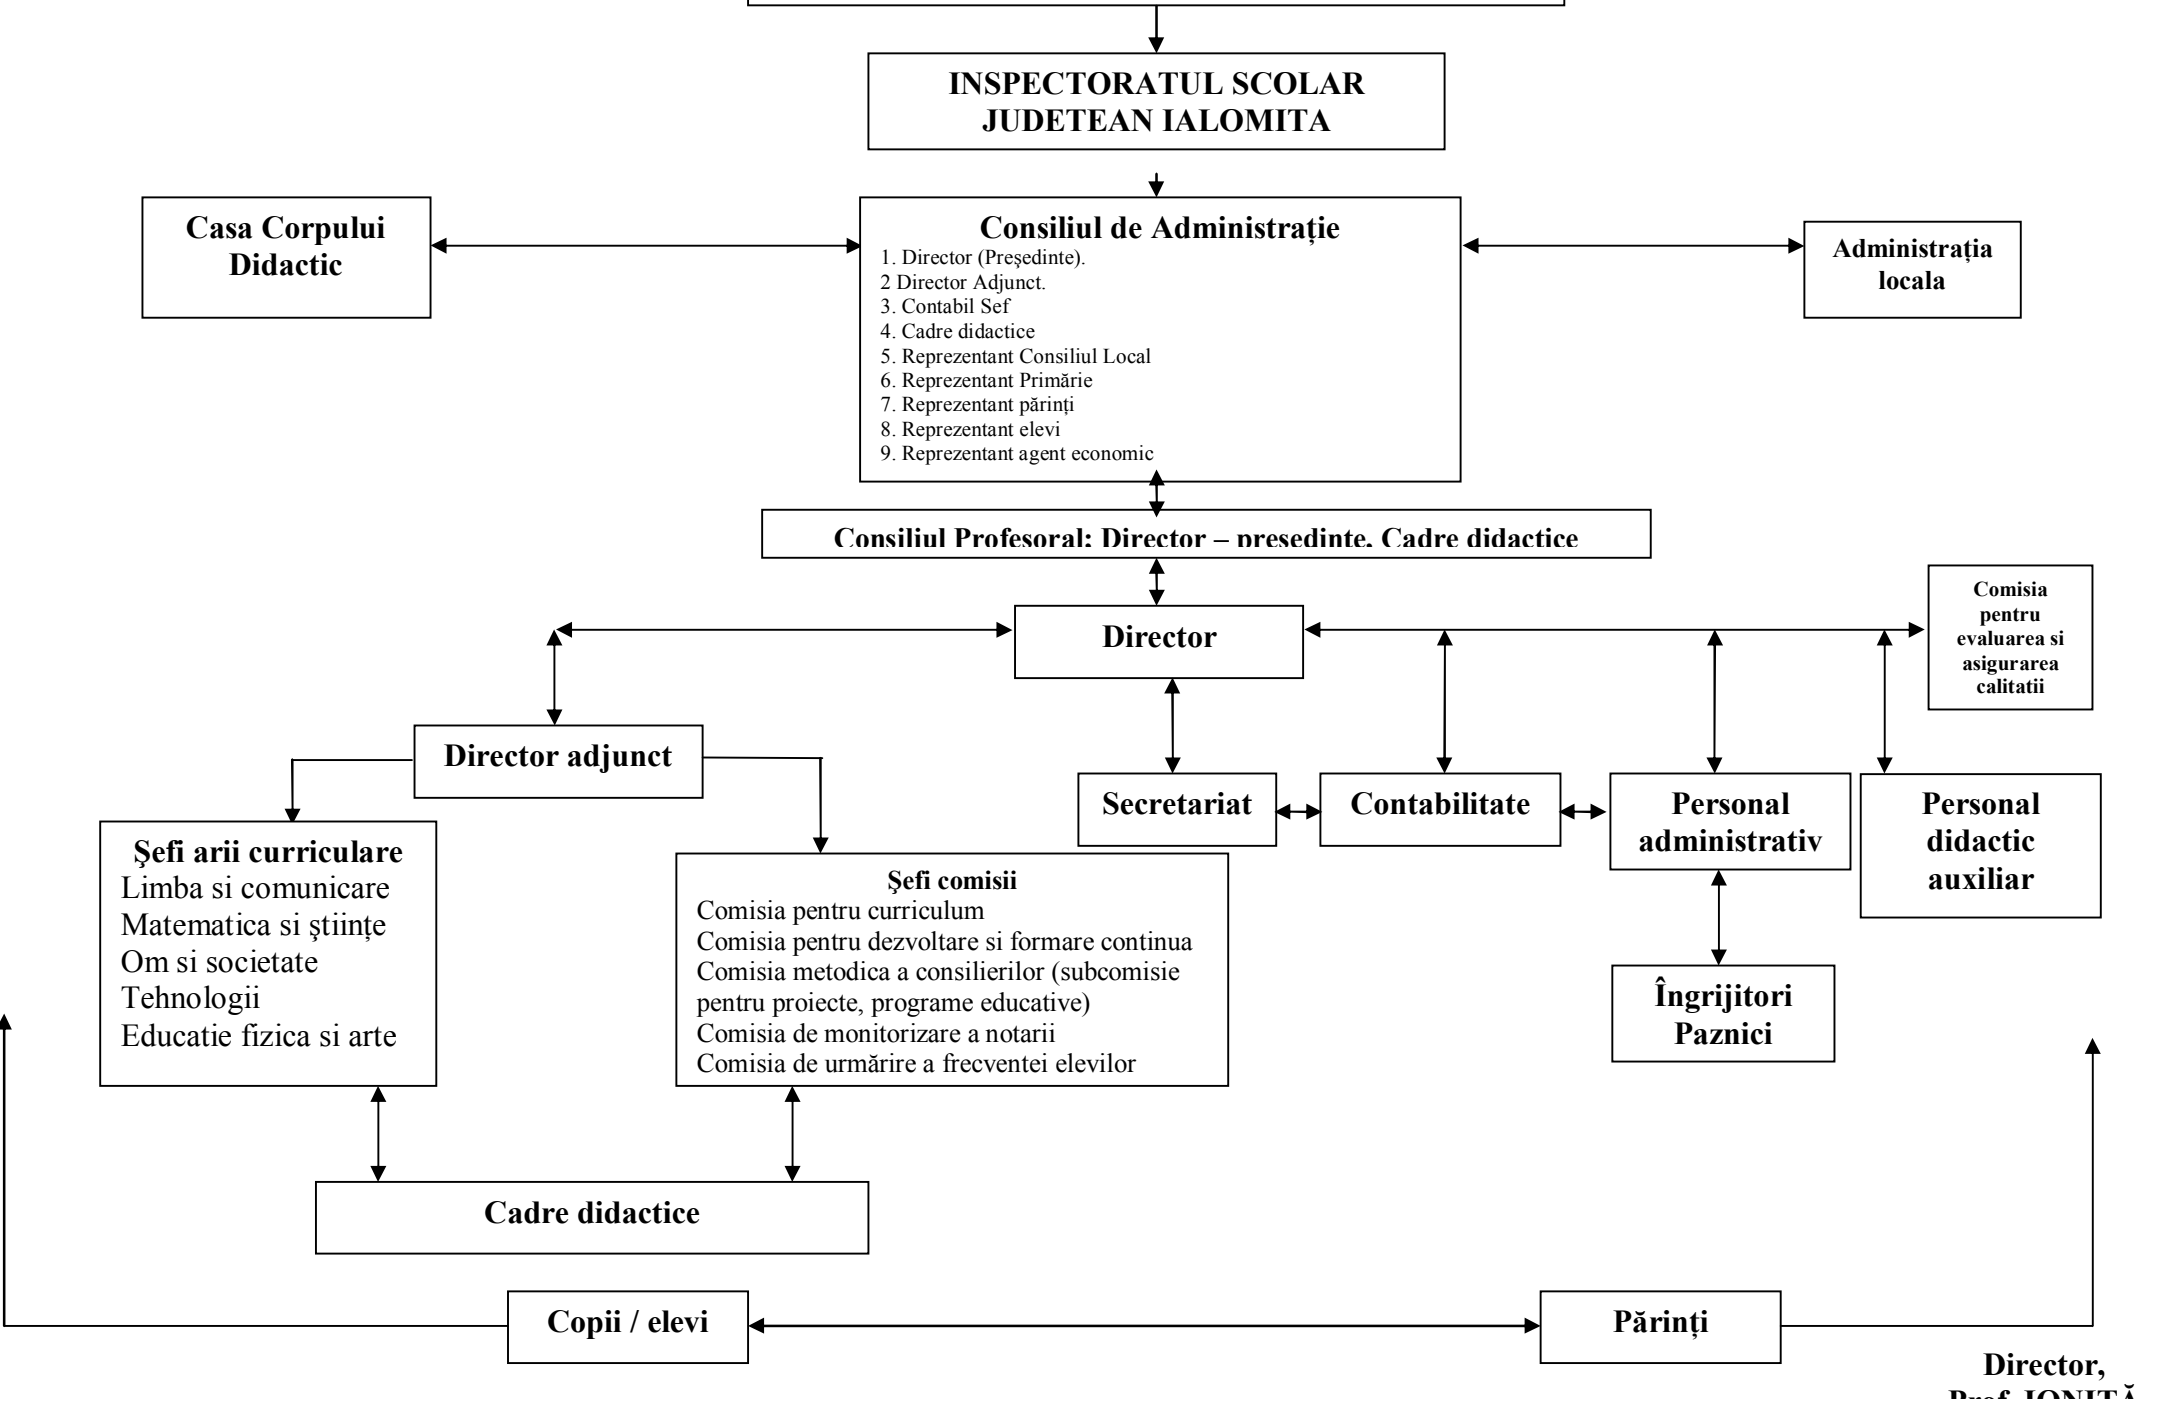 INSPECTORATUL SCOLAR
JUDETEAN IALOMITA
Casa Corpului
Didactic
Consiliul de Administrație
1. Director (Preşedinte).
2 Director Adjunct.
3. Contabil Sef
4. Cadre didactice
5. Reprezentant Consiliul Local
6. Reprezentant Primărie
7. Reprezentant părinți
8. Reprezentant elevi
9. Reprezentant agent economic
Administrația
locala
Consiliul Profesoral: Director – presedinte, Cadre didactice
Director
Comisia
pentru
evaluarea si
asigurarea
calitatii
Director adjunct
Secretariat
Contabilitate
Personal
administrativ
Personal
didactic
auxiliar
Şefi arii curriculare
Limba si comunicare
Matematica si ştiințe
Om si societate
Tehnologii
Educatie fizica si arte
Şefi comisii
Comisia pentru curriculum
Comisia pentru dezvoltare si formare continua
Comisia metodica a consilierilor (subcomisie
pentru proiecte, programe educative)
Comisia de monitorizare a notarii
Comisia de urmărire a frecventei elevilor
Îngrijitori
Paznici
Cadre didactice
Copii / elevi
Părinți
Director,
Prof. IONIȚĂ